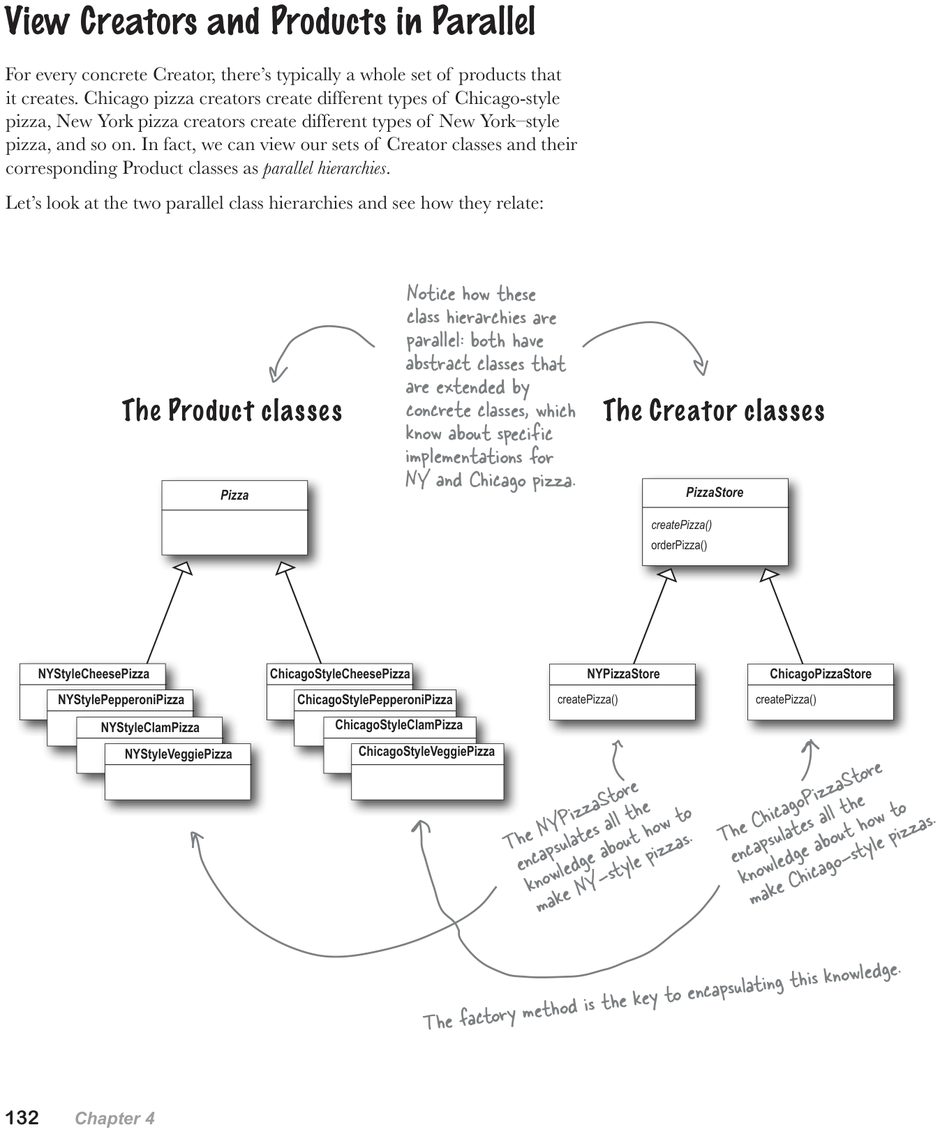 View Creators and Products in Parallel
For every concrete Creator, there’s typically a whole set of products that
it creates. Chicago pizza creators create different types of Chicago-style
pizza, New York pizza creators create different types of New York–style
pizza, and so on. In fact, we can view our sets of Creator classes and their
corresponding Product classes as parallel hierarchies.
Let’s look at the two parallel class hierarchies and see how they relate:
Notice how these
class hierarchies are
parallel: both have
abstract classes that
are extended by
concrete classes, which
know about specific
implementations for
NY and Chicago pizza.
The Product classes
The Creator classes
Pizza
PizzaStore
createPizza()
orderPizza()
NYStyleCheesePizza
NYStylePepperoniPizza
NYStyleClamPizza
NYStyleVeggiePizza
ChicagoStyleCheesePizza
ChicagoStylePepperoniPizza
ChicagoStyleClamPizza
ChicagoStyleVeggiePizza
NYPizzaStore
createPizza()
ChicagoPizzaStore
createPizza()
The NYPizzaStore
encapsulates all the
knowledge about how to
make NY-style pizzas.
The ChicagoPizzaStore
encapsulates all the
knowledge about how to
make Chicago-style pizzas.
The factory method is the key to encapsulating this knowledge.
132 Chapter 4